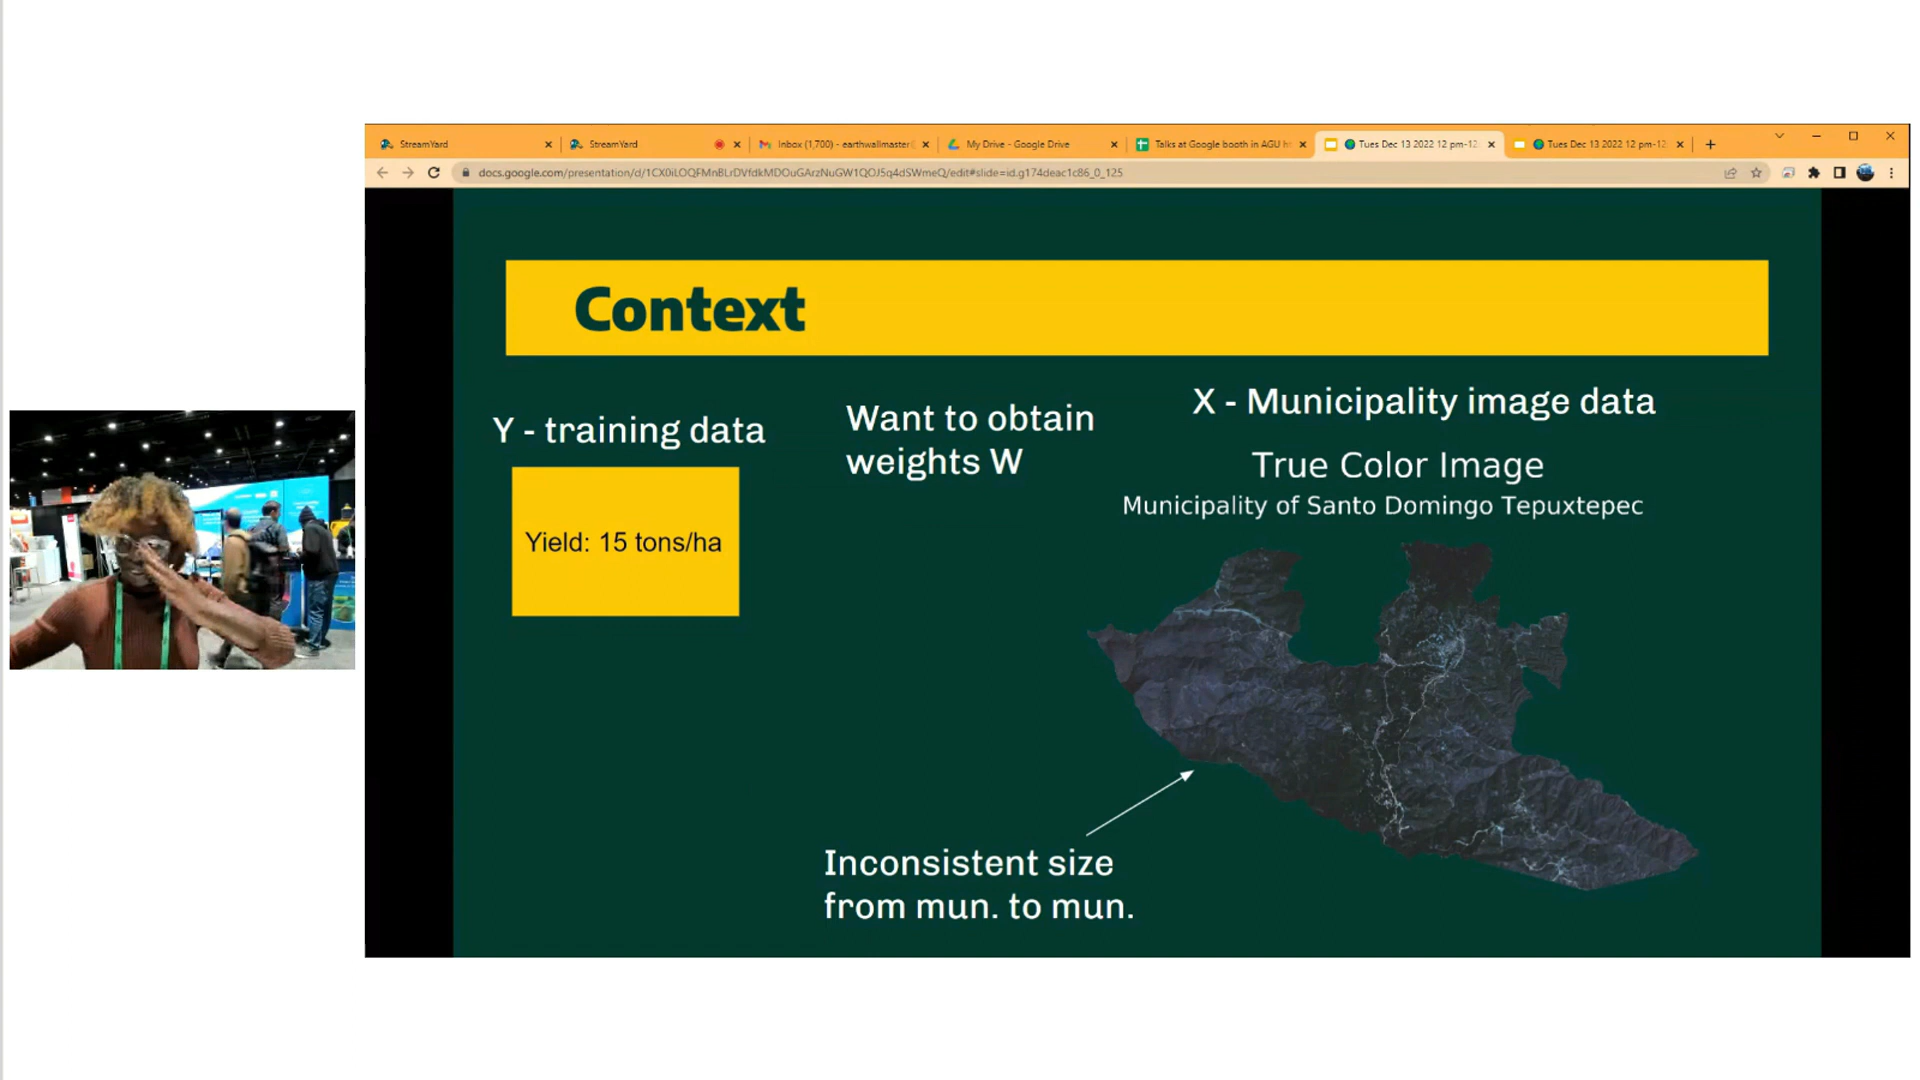 StreamYard
StreamYard
Inbox (1,700) - earthwallmaster
My Drive - Google Drive
Talks at Google booth in AGU
Tues Dec 13 2022 12 pm-12
Tues Dec 13 2022 12 pm-12
docs.google.com/presentation/d/1CX0iLOQFMnBLrDVfdkMDOuGArzNuGW1QOJ5q4dSWmeQ/edit#slide=id.g174deac1c86_0_125
Context
Y - training data
Yield: 15 tons/ha
Want to obtain
weights W
X - Municipality image data
True Color Image
Municipality of Santo Domingo Tepuxtepec
Inconsistent size
from mun. to mun.